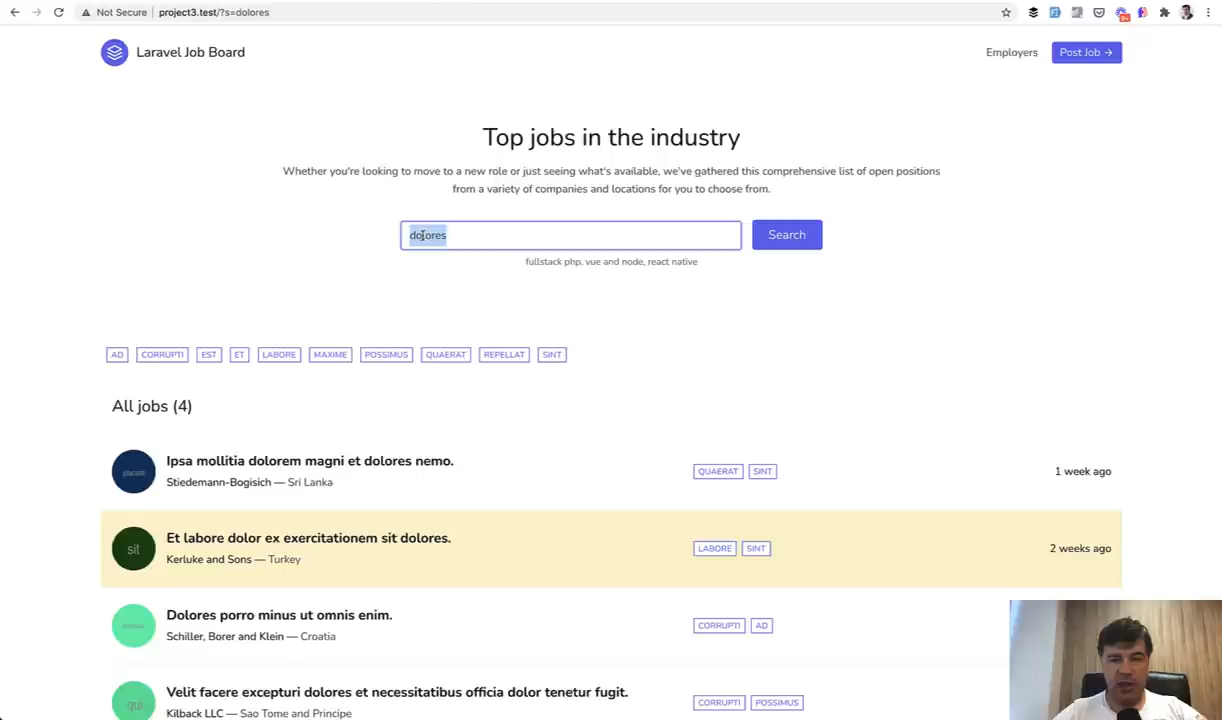 Not Secure project3.test/?s=dolores
Laravel Job Board
Employers
Post Job →
Top jobs in the industry
Whether you're looking to move to a new role or just seeing what's available, we've gathered this comprehensive list of open positions
from a variety of companies and locations for you to choose from.
dolores
Search
fullstack php, vue and node, react native
AD CORRUPTI EST ET LABORE MAXIME POSSIMUS QUAERAT REPELLAT SINT
All jobs (4)
Ipsa mollitia dolorem magni et dolores nemo.
Stiedemann-Bogisich — Sri Lanka
QUAERAT SINT
1 week ago
sit
Et labore dolor ex exercitationem sit dolores.
Kerluke and Sons — Turkey
LABORE SINT
2 weeks ago
Dolores porro minus ut omnis enim.
Schiller, Borer and Klein — Croatia
CORRUPTI AD
qui
Velit facere excepturi dolores et necessitatibus officia dolor tenetur fugit.
Kilback LLC — Sao Tome and Principe
CORRUPTI POSSIMUS